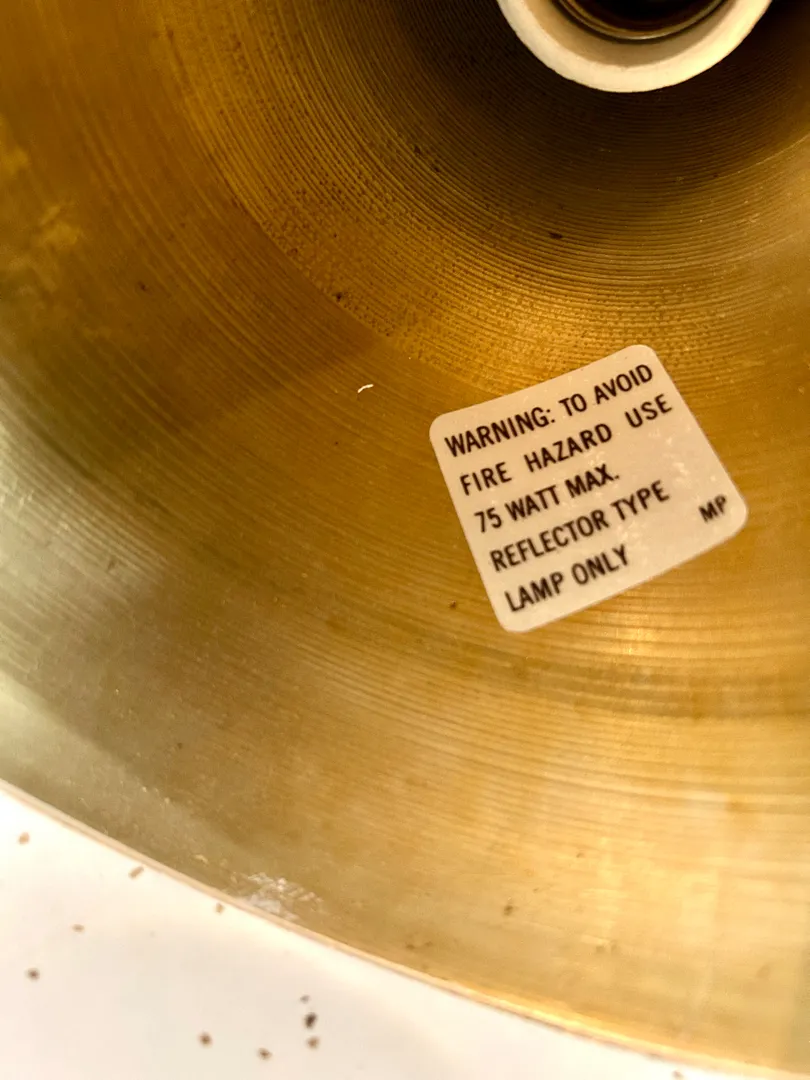 WARNING: TO AVOID
FIRE HAZARD USE
75 WATT MAX.
REFLECTOR TYPE
LAMP ONLY
MP